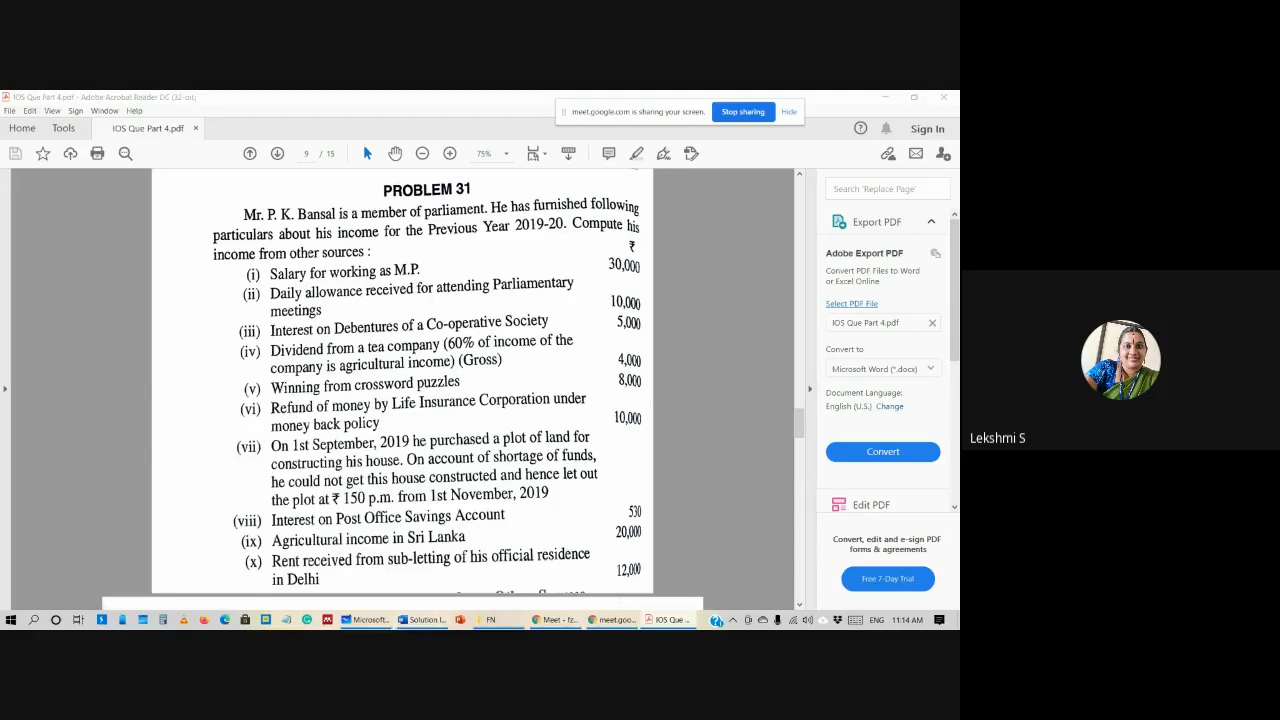 IOS Que Part 4.pdf - Adobe Acrobat Reader DC (32-bit)
File Edit View Sign Window Help
meet.google.com is sharing your screen. Stop sharing Hide
Home Tools IOS Que Part 4.pdf × Sign In
9 / 15 75%
PROBLEM 31
Mr. P. K. Bansal is a member of parliament. He has furnished following
particulars about his income for the Previous Year 2019-20. Compute his
income from other sources :
₹
(i) Salary for working as M.P. 30,000
(ii) Daily allowance received for attending Parliamentary
meetings 10,000
(iii) Interest on Debentures of a Co-operative Society 5,000
(iv) Dividend from a tea company (60% of income of the
company is agricultural income) (Gross) 4,000
(v) Winning from crossword puzzles 8,000
(vi) Refund of money by Life Insurance Corporation under
money back policy 10,000
(vii) On 1st September, 2019 he purchased a plot of land for
constructing his house. On account of shortage of funds,
he could not get this house constructed and hence let out
the plot at ₹ 150 p.m. from 1st November, 2019
(viii) Interest on Post Office Savings Account 530
(ix) Agricultural income in Sri Lanka 20,000
(x) Rent received from sub-letting of his official residence
in Delhi 12,000
Search 'Replace Page'
Export PDF
Adobe Export PDF
Convert PDF Files to Word
or Excel Online
Select PDF File
IOS Que Part 4.pdf
Convert to
Microsoft Word (*.docx)
Document Language:
English (U.S.) Change
Convert
Edit PDF
Convert, edit and e-sign PDF
forms & agreements
Free 7-Day Trial
Microsoft... Solution I... FN Meet - fz... meet.goo... IOS Que ... ENG 11:14 AM
Lekshmi S